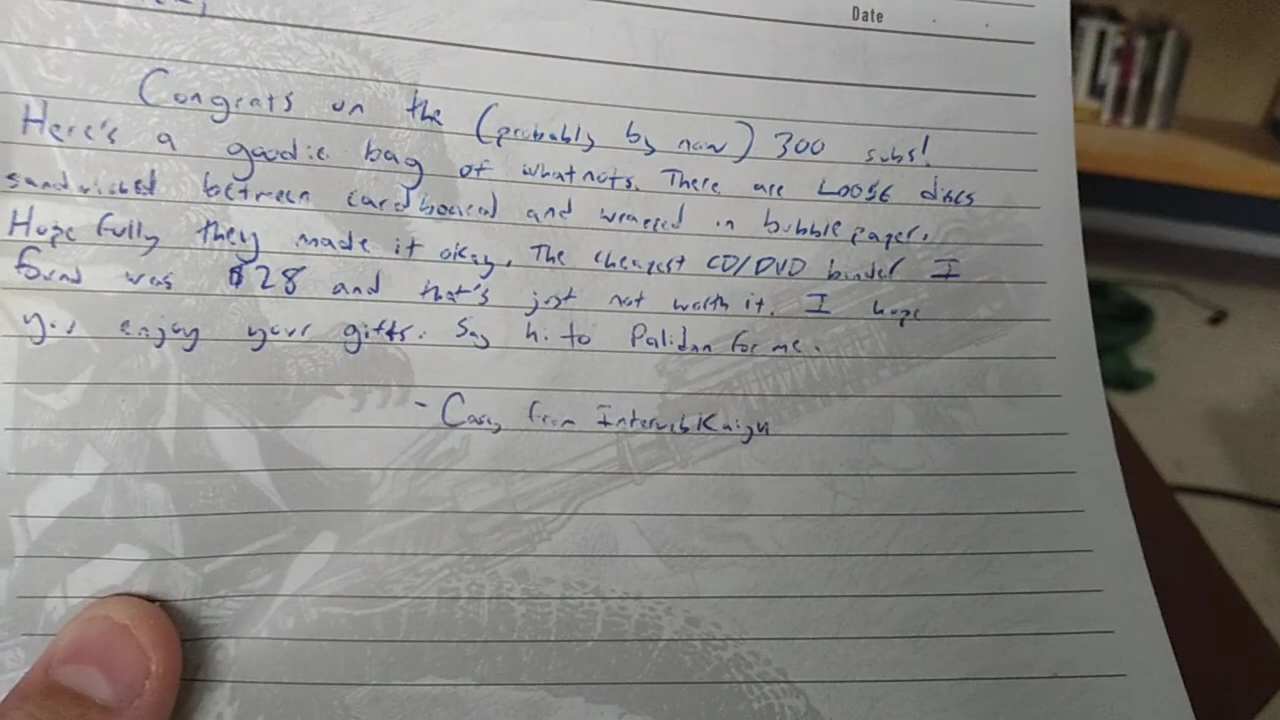 Date
Congrats on the (probably by now) 300 subs!
Here's a goodie bag of whatnots. There are LOOSE discs
sandwiched between cardboard and wrapped in bubble paper.
Hopefully they made it okay. The cheapest CD/DVD binder I
found was $28 and that's just not worth it. I hope
you enjoy your gifts. Say hi to Palidan for me.
- Casey from InterwebKaiju